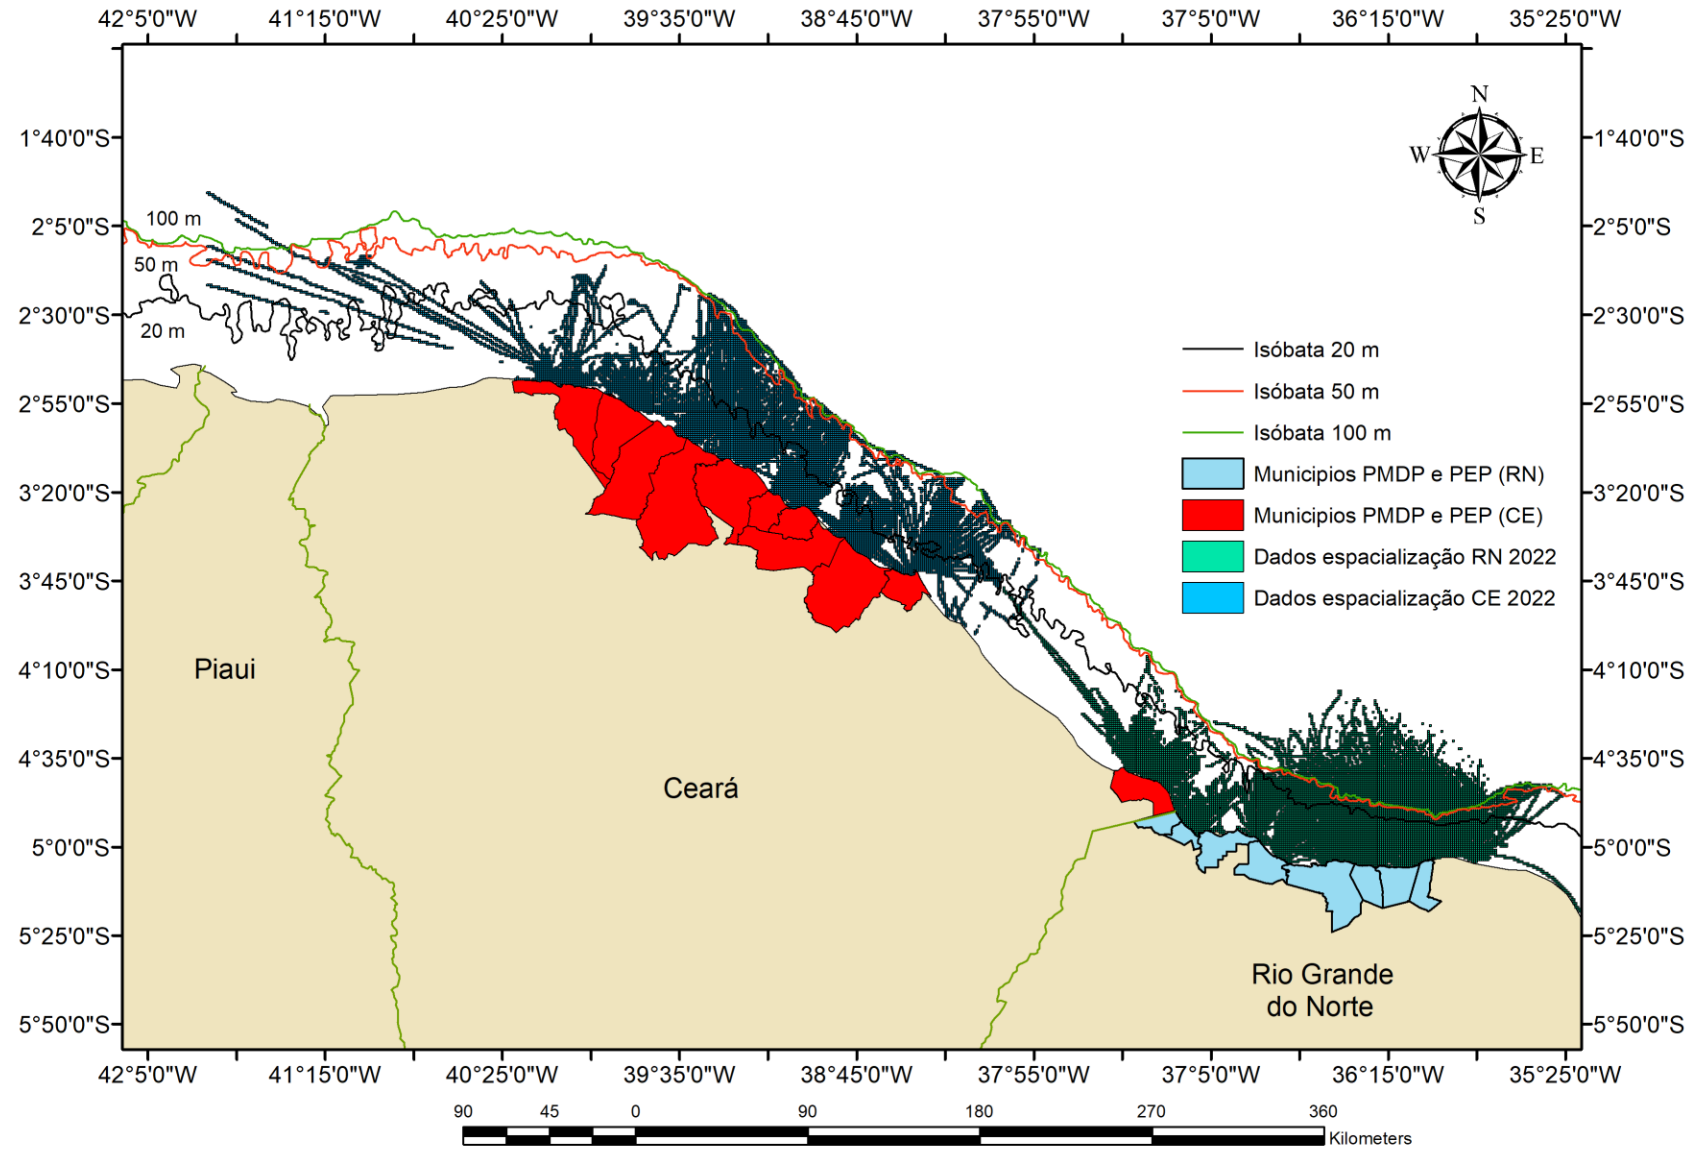 42°5'0"W 41°15'0"W 40°25'0"W 39°35'0"W 38°45'0"W 37°55'0"W 37°50'0"W 36°15'0"W 35°25'0"W
N
W E
S
1°40'0"S 1°40'0"S
2°5'0"S 2°5'0"S
2°30'0"S 2°30'0"S
2°55'0"S 2°55'0"S
3°20'0"S 3°20'0"S
3°45'0"S 3°45'0"S
4°10'0"S 4°10'0"S
4°35'0"S 4°35'0"S
5°0'0"S 5°0'0"S
5°25'0"S 5°25'0"S
5°50'0"S 5°50'0"S
100 m
50 m
20 m
Isóbata 20 m
Isóbata 50 m
Isóbata 100 m
Municipios PMDP e PEP (RN)
Municipios PMDP e PEP (CE)
Dados espacialização RN 2022
Dados espacialização CE 2022
Piaui
Ceará
Rio Grande
do Norte
42°5'0"W 41°15'0"W 40°25'0"W 39°35'0"W 38°45'0"W 37°55'0"W 37°50'0"W 36°15'0"W 35°25'0"W
90 45 0 90 180 270 360
Kilometers